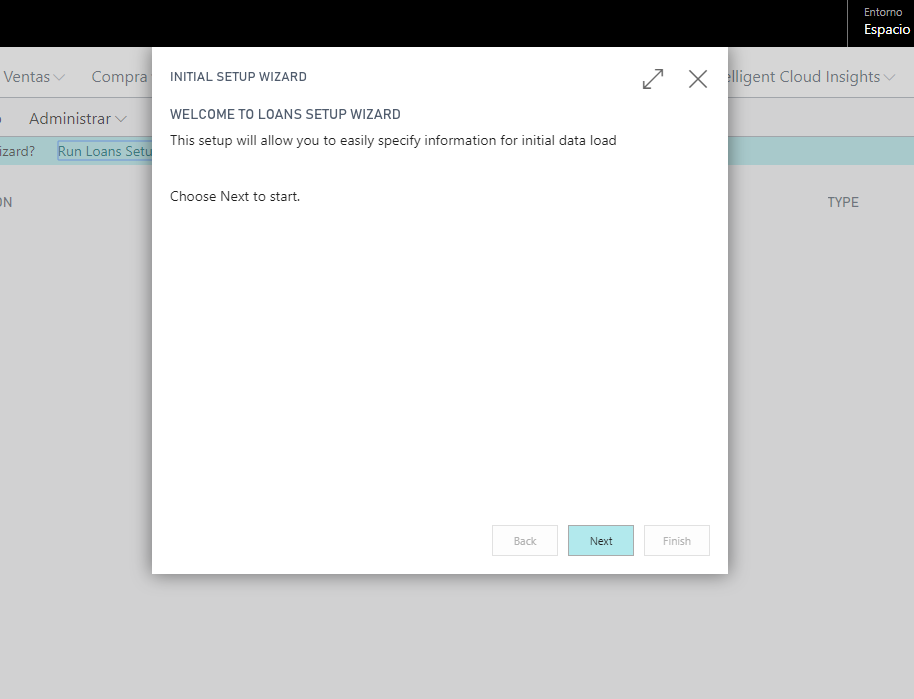 Entorno
Espacio
Ventas
Compra
INITIAL SETUP WIZARD
elligent Cloud Insights
Administrar
WELCOME TO LOANS SETUP WIZARD
This setup will allow you to easily specify information for initial data load
izard? Run Loans Setu
Choose Next to start.
ON
TYPE
Back
Next
Finish